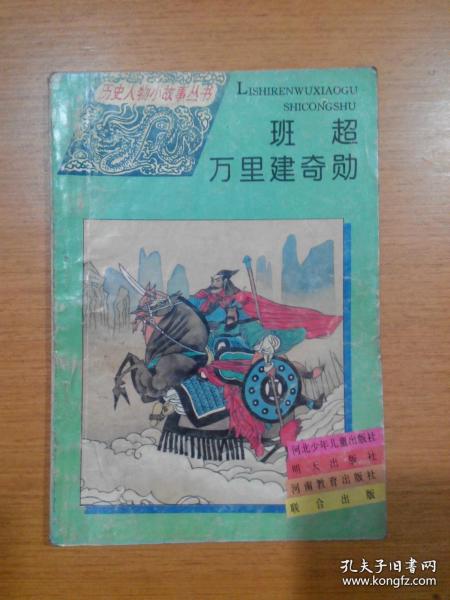 历史人物小故事丛书
LISHIRENWUXIAOGU
SHICONGSHU
班 超
万里建奇勋
河北少年儿童出版社
明天出版社
河南教育出版社
联合出版
孔夫子旧书网
www.kongfz.com